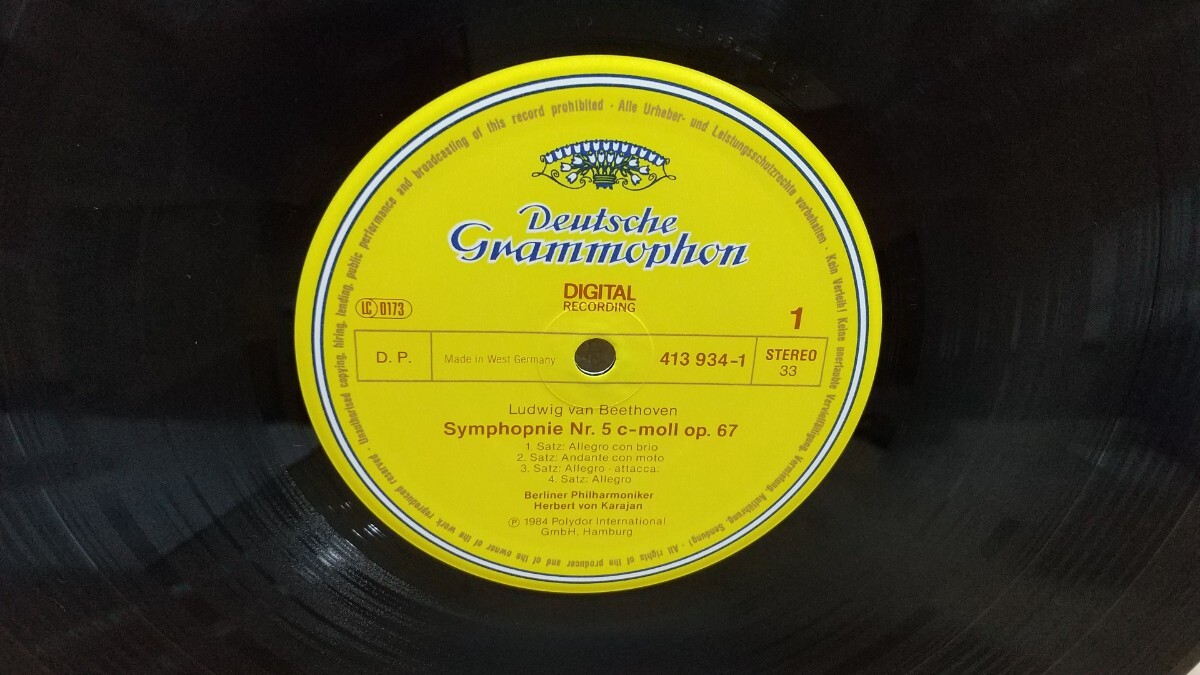 Deutsche
Grammophon
DIGITAL
RECORDING
LC 0173
1
D. P.
Made in West Germany
413 934-1
STEREO
33
Ludwig van Beethoven
Symphopnie Nr. 5 c-moll op. 67
1. Satz: Allegro con brio
2. Satz: Andante con moto
3. Satz: Allegro - attacca:
4. Satz: Allegro
Berliner Philharmoniker
Herbert von Karajan
℗ 1984 Polydor International
GmbH, Hamburg
Alle Urheber- und Leistungsschutzrechte vorbehalten · Kein Verleih! Keine unerlaubte Vervielfältigung, Vermietung, Aufführung, Sendung! · All rights of the producer and of the owner of the work reproduced reserved · Unauthorised copying, hiring, lending, public performance and broadcasting of this record prohibited ·